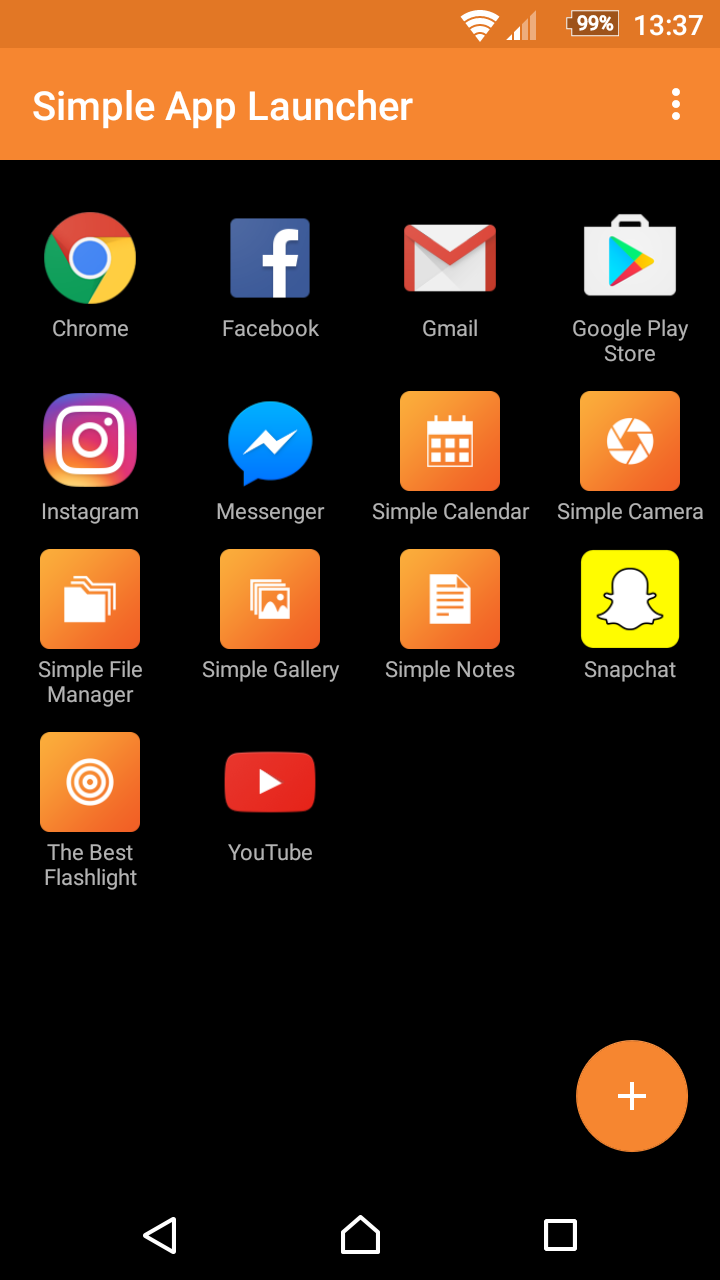 99% 13:37
Simple App Launcher
Chrome
Facebook
Gmail
Google Play
Store
Instagram
Messenger
Simple Calendar
Simple Camera
Simple File
Manager
Simple Gallery
Simple Notes
Snapchat
The Best
Flashlight
YouTube